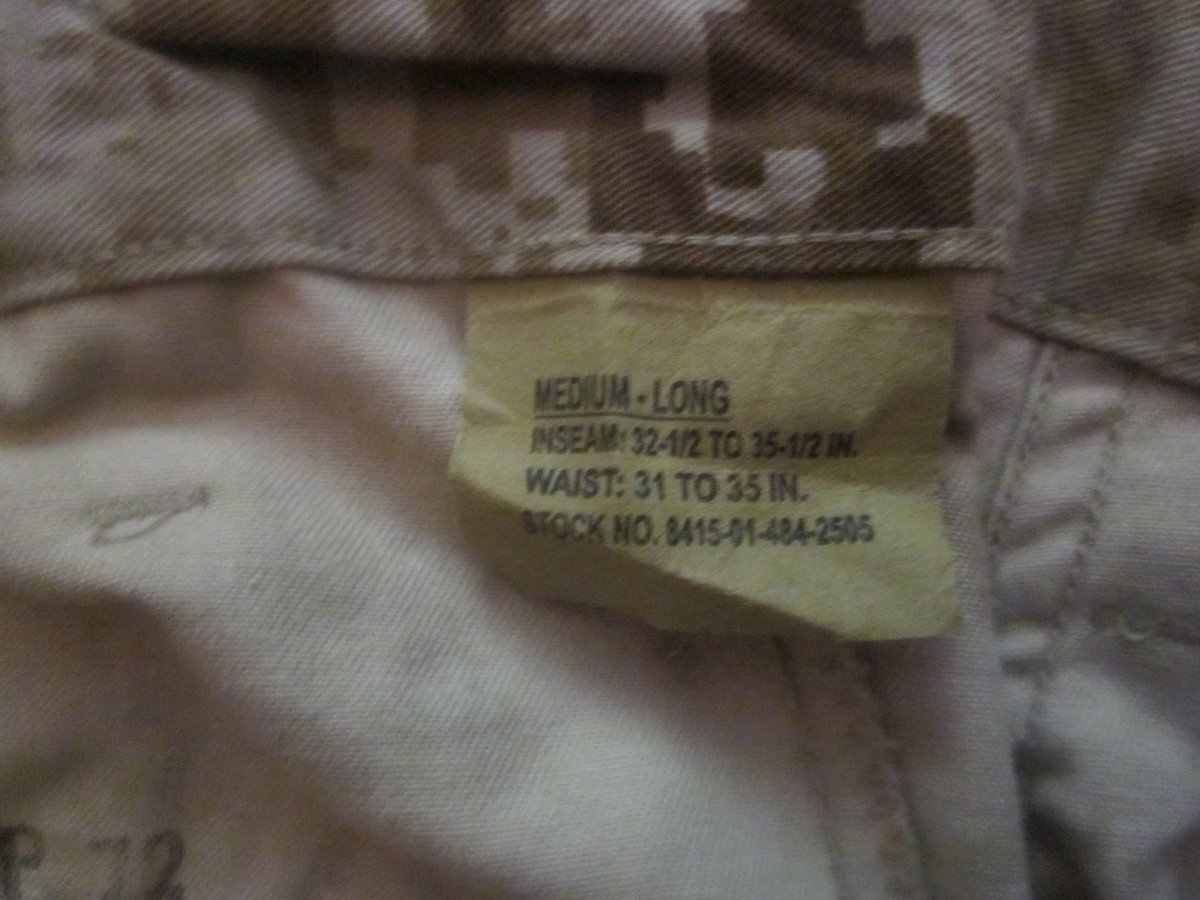 MEDIUM - LONG
INSEAM: 32-1/2 TO 35-1/2 IN.
WAIST: 31 TO 35 IN.
STOCK NO. 8415-01-484-2505